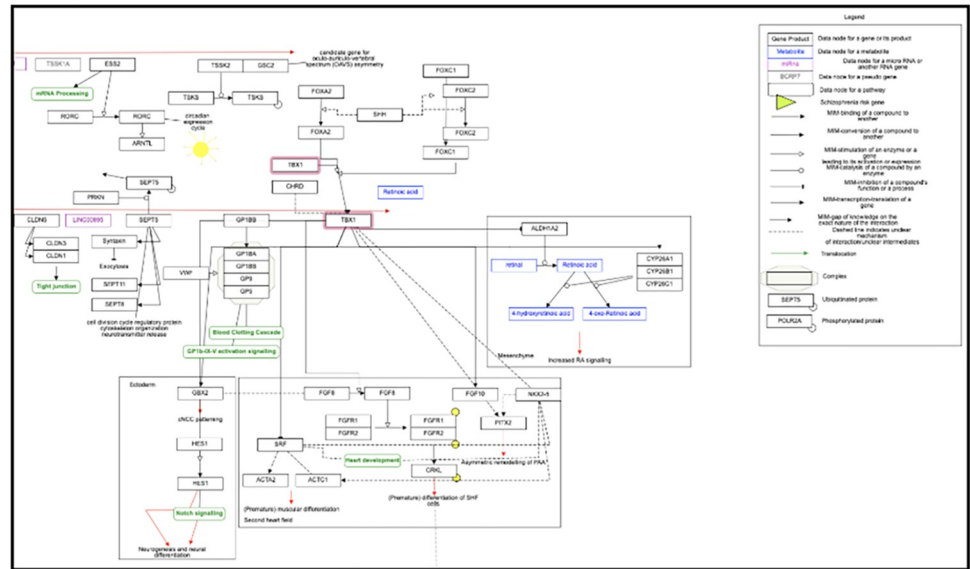 Legend
Gene Product
Data node for a gene or its product
Metabolite
Data node for a metabolite
miRna
Data node for a micro RNA or
another RNA gene
Data node for a pseudo gene
Data node for a pathway
Schizophrenia risk gene
MIM-binding of a compound to
another
MIM-conversion of a compound to
another
MIM-stimulation of an enzyme or a
gene
leading to its activation or expression
MIM-catalysis of a compound by an
enzyme
MIM-inhibition of a compound's
function or a process
MIM-transcription-translation of a
gene
MIM-gap of knowledge on the
exact nature of the interaction
Dashed line indicates unclear
mechanism
of interaction/unclear intermediates
Translocation
Complex
SEPT5
Ubiquitinated protein
POLR2A
Phosphorylated protein
TSSK1A
ESS2
mRNA Processing
RORC
RORC
ARNTL
circadian
expression
cycle
TSSK2
GSC2
candidate gene for
oculo-auriculo-vertebral
spectrum (OAVS) asymmetry
TSKS
TSKS
FOXA2
FOXA2
SHH
FOXC1
FOXC2
FOXC2
FOXC1
TBX1
CHRD
Retinoic acid
SEPT5
PRKN
CLDN5
LINC00895
SEPT5
GP1BB
TBX1
ALDH1A2
CLDN3
CLDN1
Tight junction
Syntaxin
Exocytosis
SEPT11
SEPT8
cell division cycle regulatory protein
cytoskeleton organization
neurotransmitter release
VWF
GP1BA
GP1BB
GP9
GP5
Blood Clotting Cascade
GP1b-IX-V activation signalling
retinal
Retinoic acid
CYP26A1
CYP26B1
CYP26C1
4-hydroxyretinoic acid
4-oxo-Retinoic acid
Mesenchyme
Increased RA signalling
Ectoderm
GBX2
cNCC patterning
HES1
HES1
Notch signalling
Neurogenesis and neural
differentiation
FGF8
FGF8
FGF10
NKX2-5
FGFR1
FGFR2
FGFR1
FGFR2
PITX2
SRF
Heart development
Asymmetric remodelling of PAA
CRKL
ACTA2
ACTC1
(Premature) muscular differentiation
(Premature) differentiation of SHF
cells
Second heart field